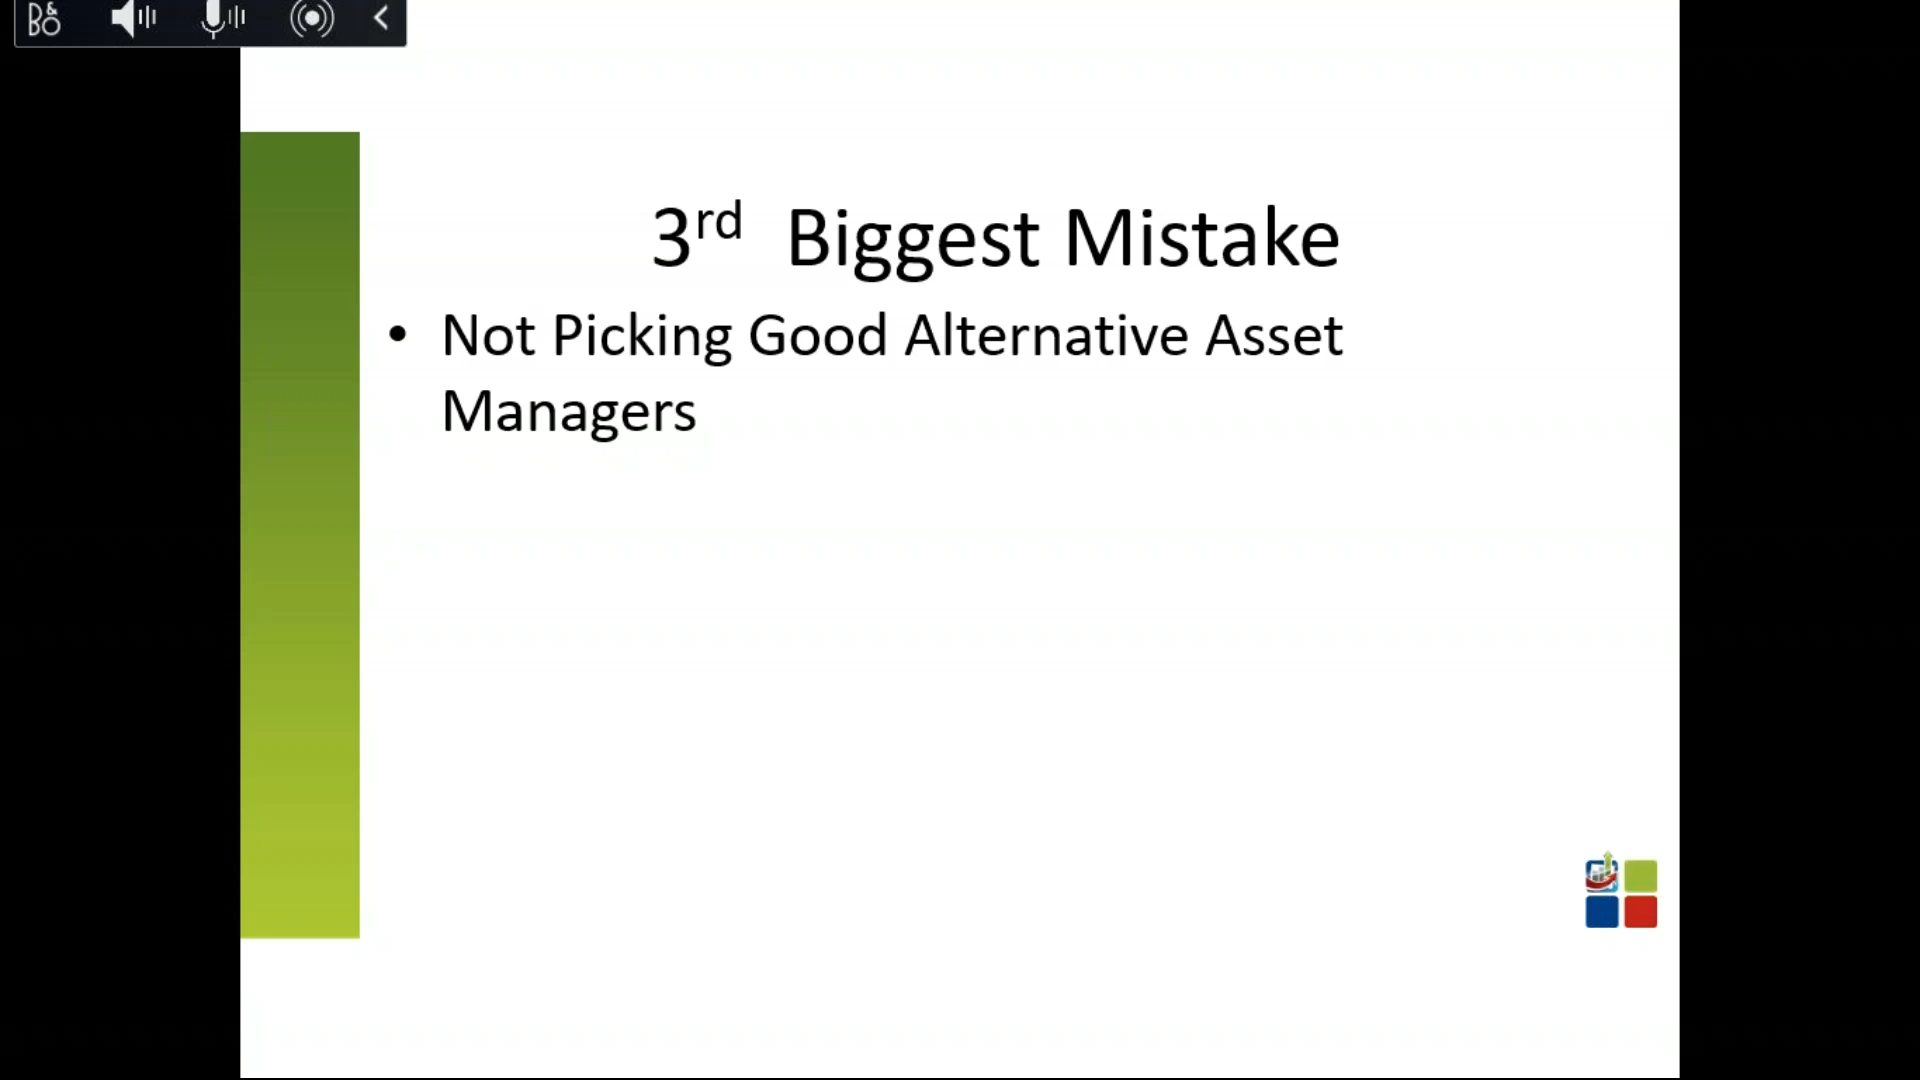 B&O
3rd Biggest Mistake
• Not Picking Good Alternative Asset
Managers